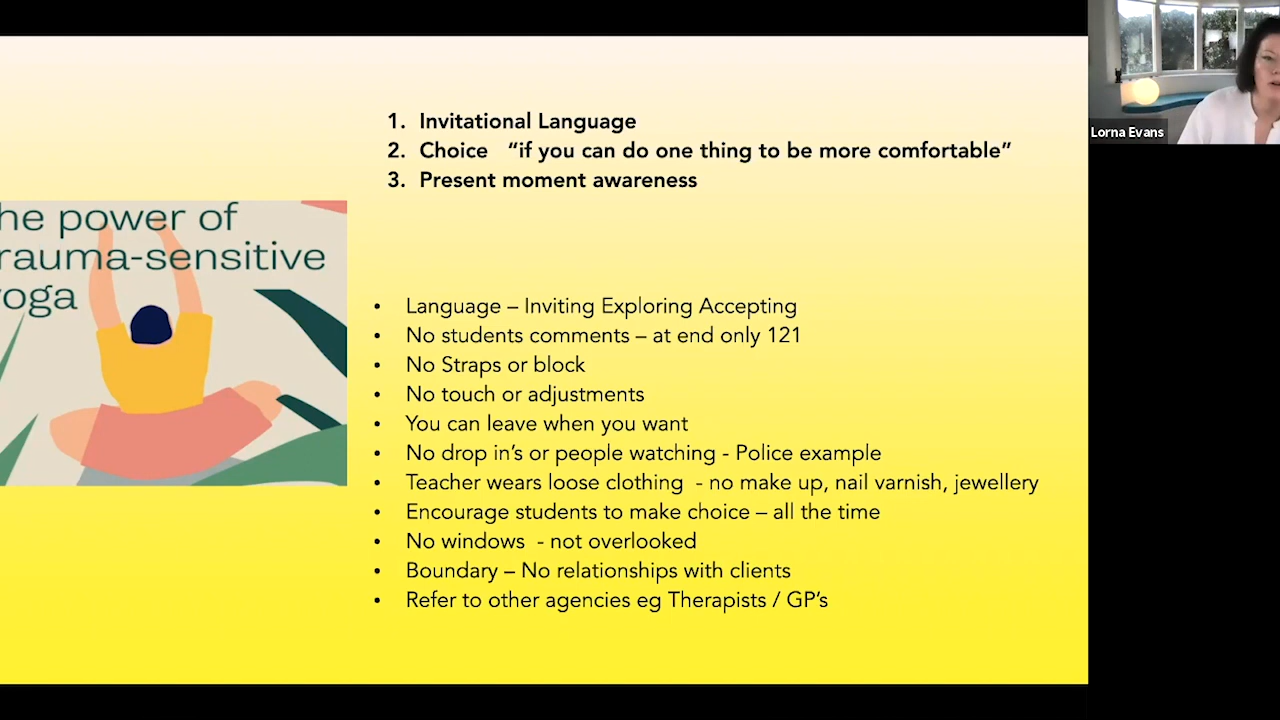 1. Invitational Language
2. Choice “if you can do one thing to be more comfortable”
3. Present moment awareness
he power of
rauma-sensitive
oga
• Language – Inviting Exploring Accepting
• No students comments – at end only 121
• No Straps or block
• No touch or adjustments
• You can leave when you want
• No drop in’s or people watching - Police example
• Teacher wears loose clothing - no make up, nail varnish, jewellery
• Encourage students to make choice – all the time
• No windows - not overlooked
• Boundary – No relationships with clients
• Refer to other agencies eg Therapists / GP’s
Lorna Evans